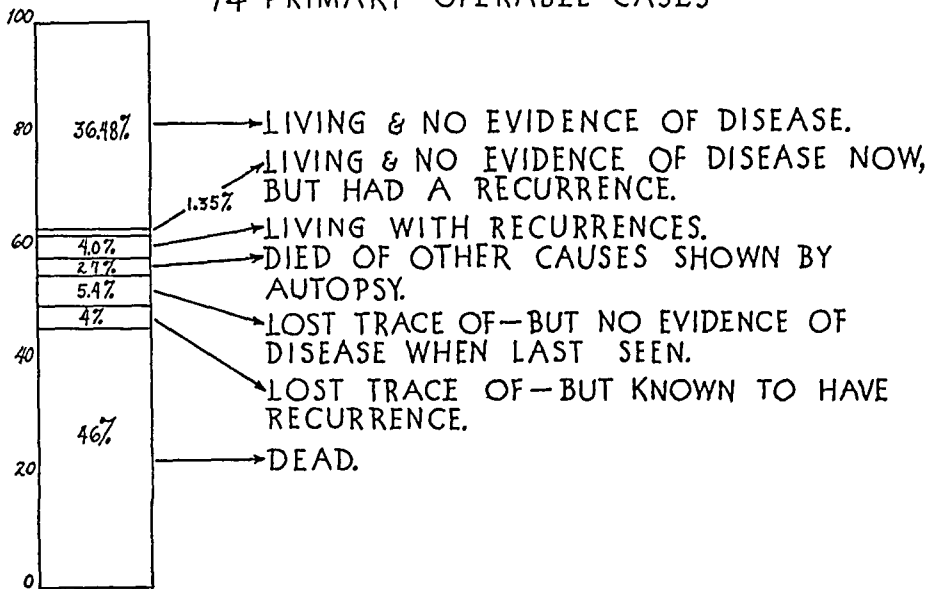 74 PRIMARY OPERABLE CASES
100
80
60
40
20
0
36.48%
1.35%
4.0%
2.7%
5.4%
4%
46%
LIVING & NO EVIDENCE OF DISEASE.
LIVING & NO EVIDENCE OF DISEASE NOW,
BUT HAD A RECURRENCE.
LIVING WITH RECURRENCES.
DIED OF OTHER CAUSES SHOWN BY
AUTOPSY.
LOST TRACE OF—BUT NO EVIDENCE OF
DISEASE WHEN LAST SEEN.
LOST TRACE OF—BUT KNOWN TO HAVE
RECURRENCE.
DEAD.